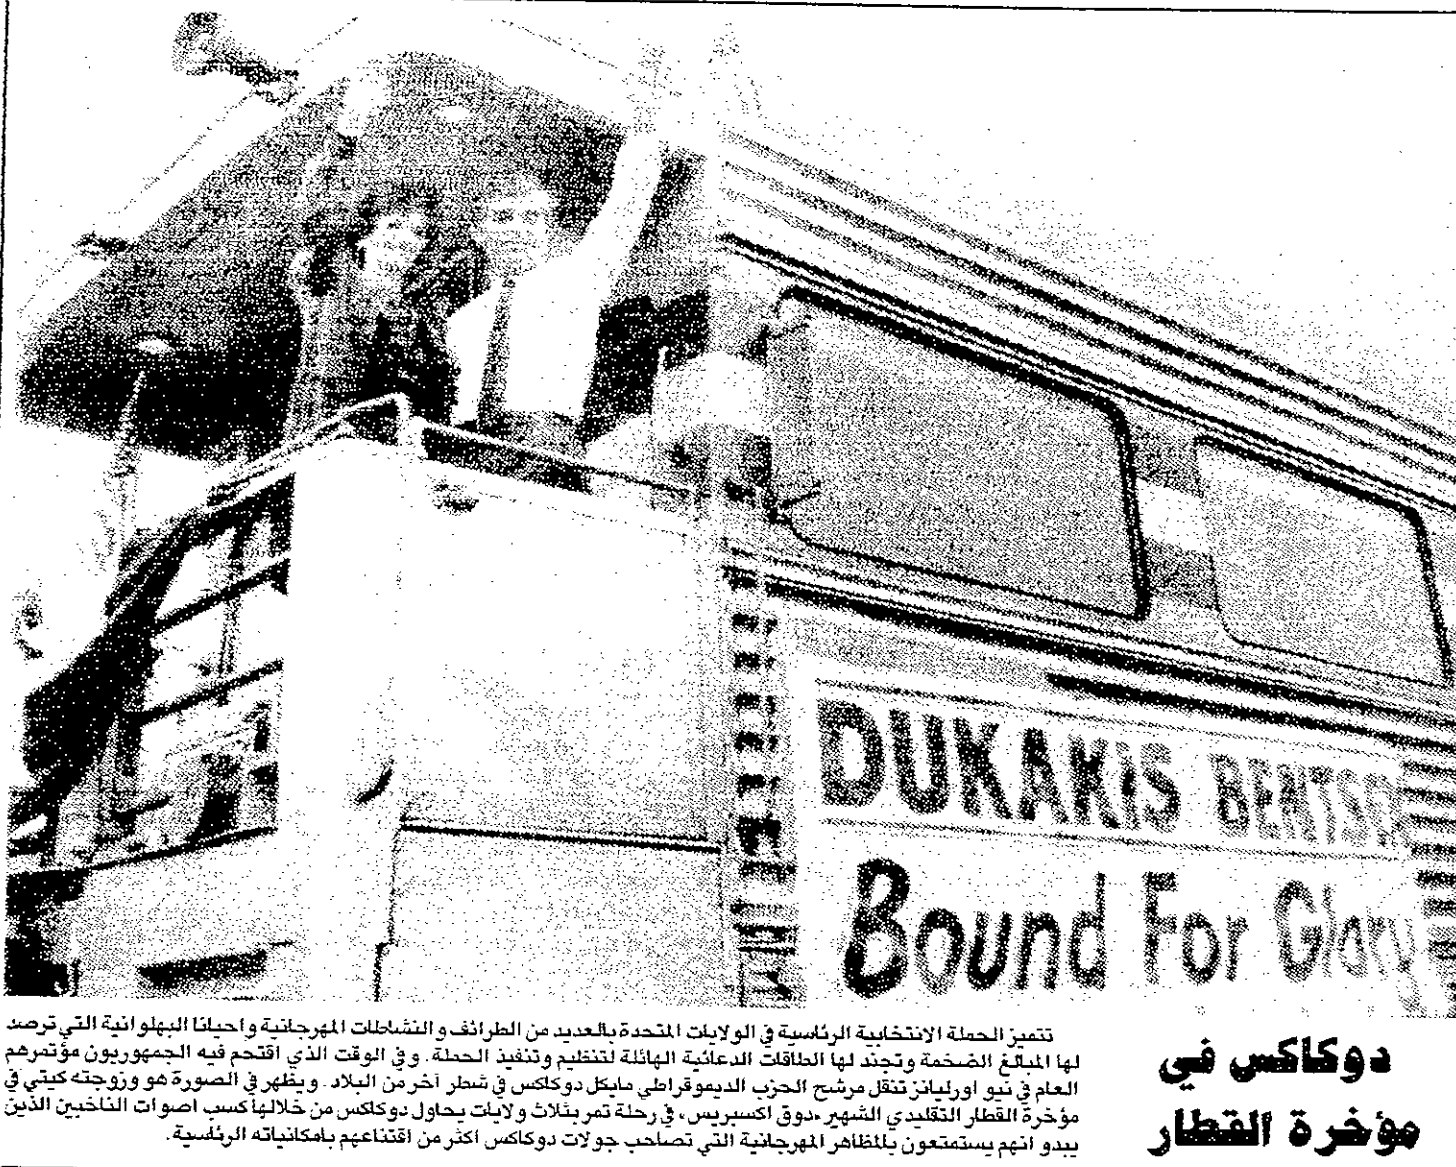 DUKAKIS BENTSE
Bound For Glory
دوكاكس في
مؤخرة القطار
تتميز الحملة الانتخابية الرئاسية في الولايات المتحدة بالعديد من الطرائف والنشاطات المهرجانية واحيانا البهلوانية التي ترصد
لها المبالغ الضخمة وتجند لها الطاقات الدعائية الهائلة لتنظيم وتنفيذ الحملة. وفي الوقت الذي اقتحم فيه الجمهوريون مؤتمرهم
العام في نيو اورليانز تنقل مرشح الحزب الديموقراطي مايكل دوكاكس في شطر آخر من البلاد. ويظهر في الصورة هو وزوجته كيتي في
مؤخرة القطار التقليدي الشهير «دوق اكسبريس» في رحلة تمر بثلاث ولايات يحاول دوكاكس من خلالها كسب اصوات الناخبين الذين
يبدو انهم يستمتعون بالمظاهر المهرجانية التي تصاحب جولات دوكاكس اكثر من اقتناعهم بامكانياته الرئاسية.